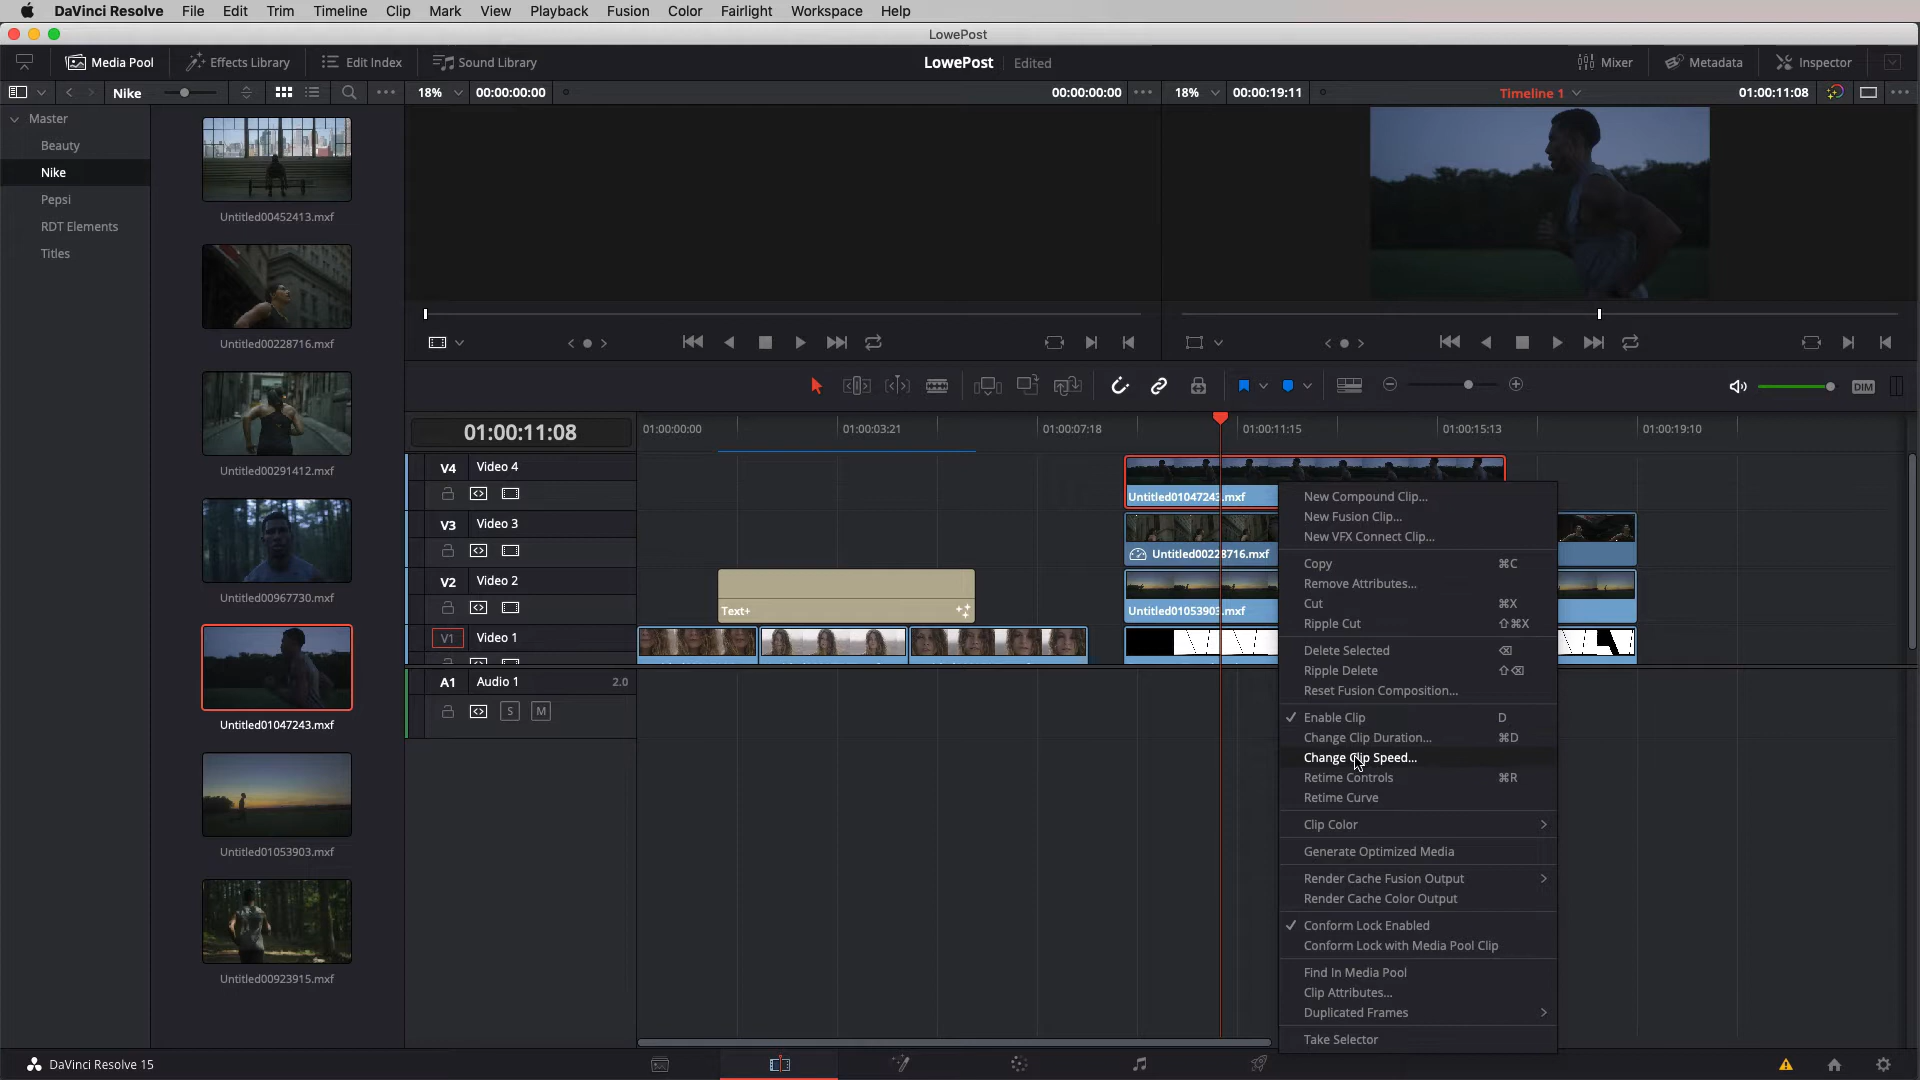 DaVinci Resolve File Edit Trim Timeline Clip Mark View Playback Fusion Color Fairlight Workspace Help
LowePost
Media Pool Effects Library Edit Index Sound Library LowePost Edited Mixer Metadata Inspector
Nike 18% 00:00:00:00 00:00:00:00 18% 00:00:19:11 Timeline 1 01:00:11:08
Master
Beauty
Nike
Pepsi
RDT Elements
Titles
Untitled00452413.mxf
Untitled00228716.mxf
Untitled00291412.mxf
Untitled00967730.mxf
Untitled01047243.mxf
Untitled01053903.mxf
Untitled00923915.mxf
DIM
01:00:11:08 01:00:00:00 01:00:03:21 01:00:07:18 01:00:11:15 01:00:15:13 01:00:19:10
V4 Video 4
Untitled01047243.mxf
V3 Video 3
Untitled00228716.mxf
V2 Video 2
Text+ Untitled01053903.mxf
V1 Video 1
A1 Audio 1 2.0
S M
New Compound Clip...
New Fusion Clip...
New VFX Connect Clip...
Copy ⌘C
Remove Attributes...
Cut ⌘X
Ripple Cut ⇧⌘X
Delete Selected ⌫
Ripple Delete ⇧⌫
Reset Fusion Composition...
✓ Enable Clip D
Change Clip Duration... ⌘D
Change Clip Speed...
Retime Controls ⌘R
Retime Curve
Clip Color
Generate Optimized Media
Render Cache Fusion Output
Render Cache Color Output
✓ Conform Lock Enabled
Conform Lock with Media Pool Clip
Find In Media Pool
Clip Attributes...
Duplicated Frames
Take Selector
DaVinci Resolve 15